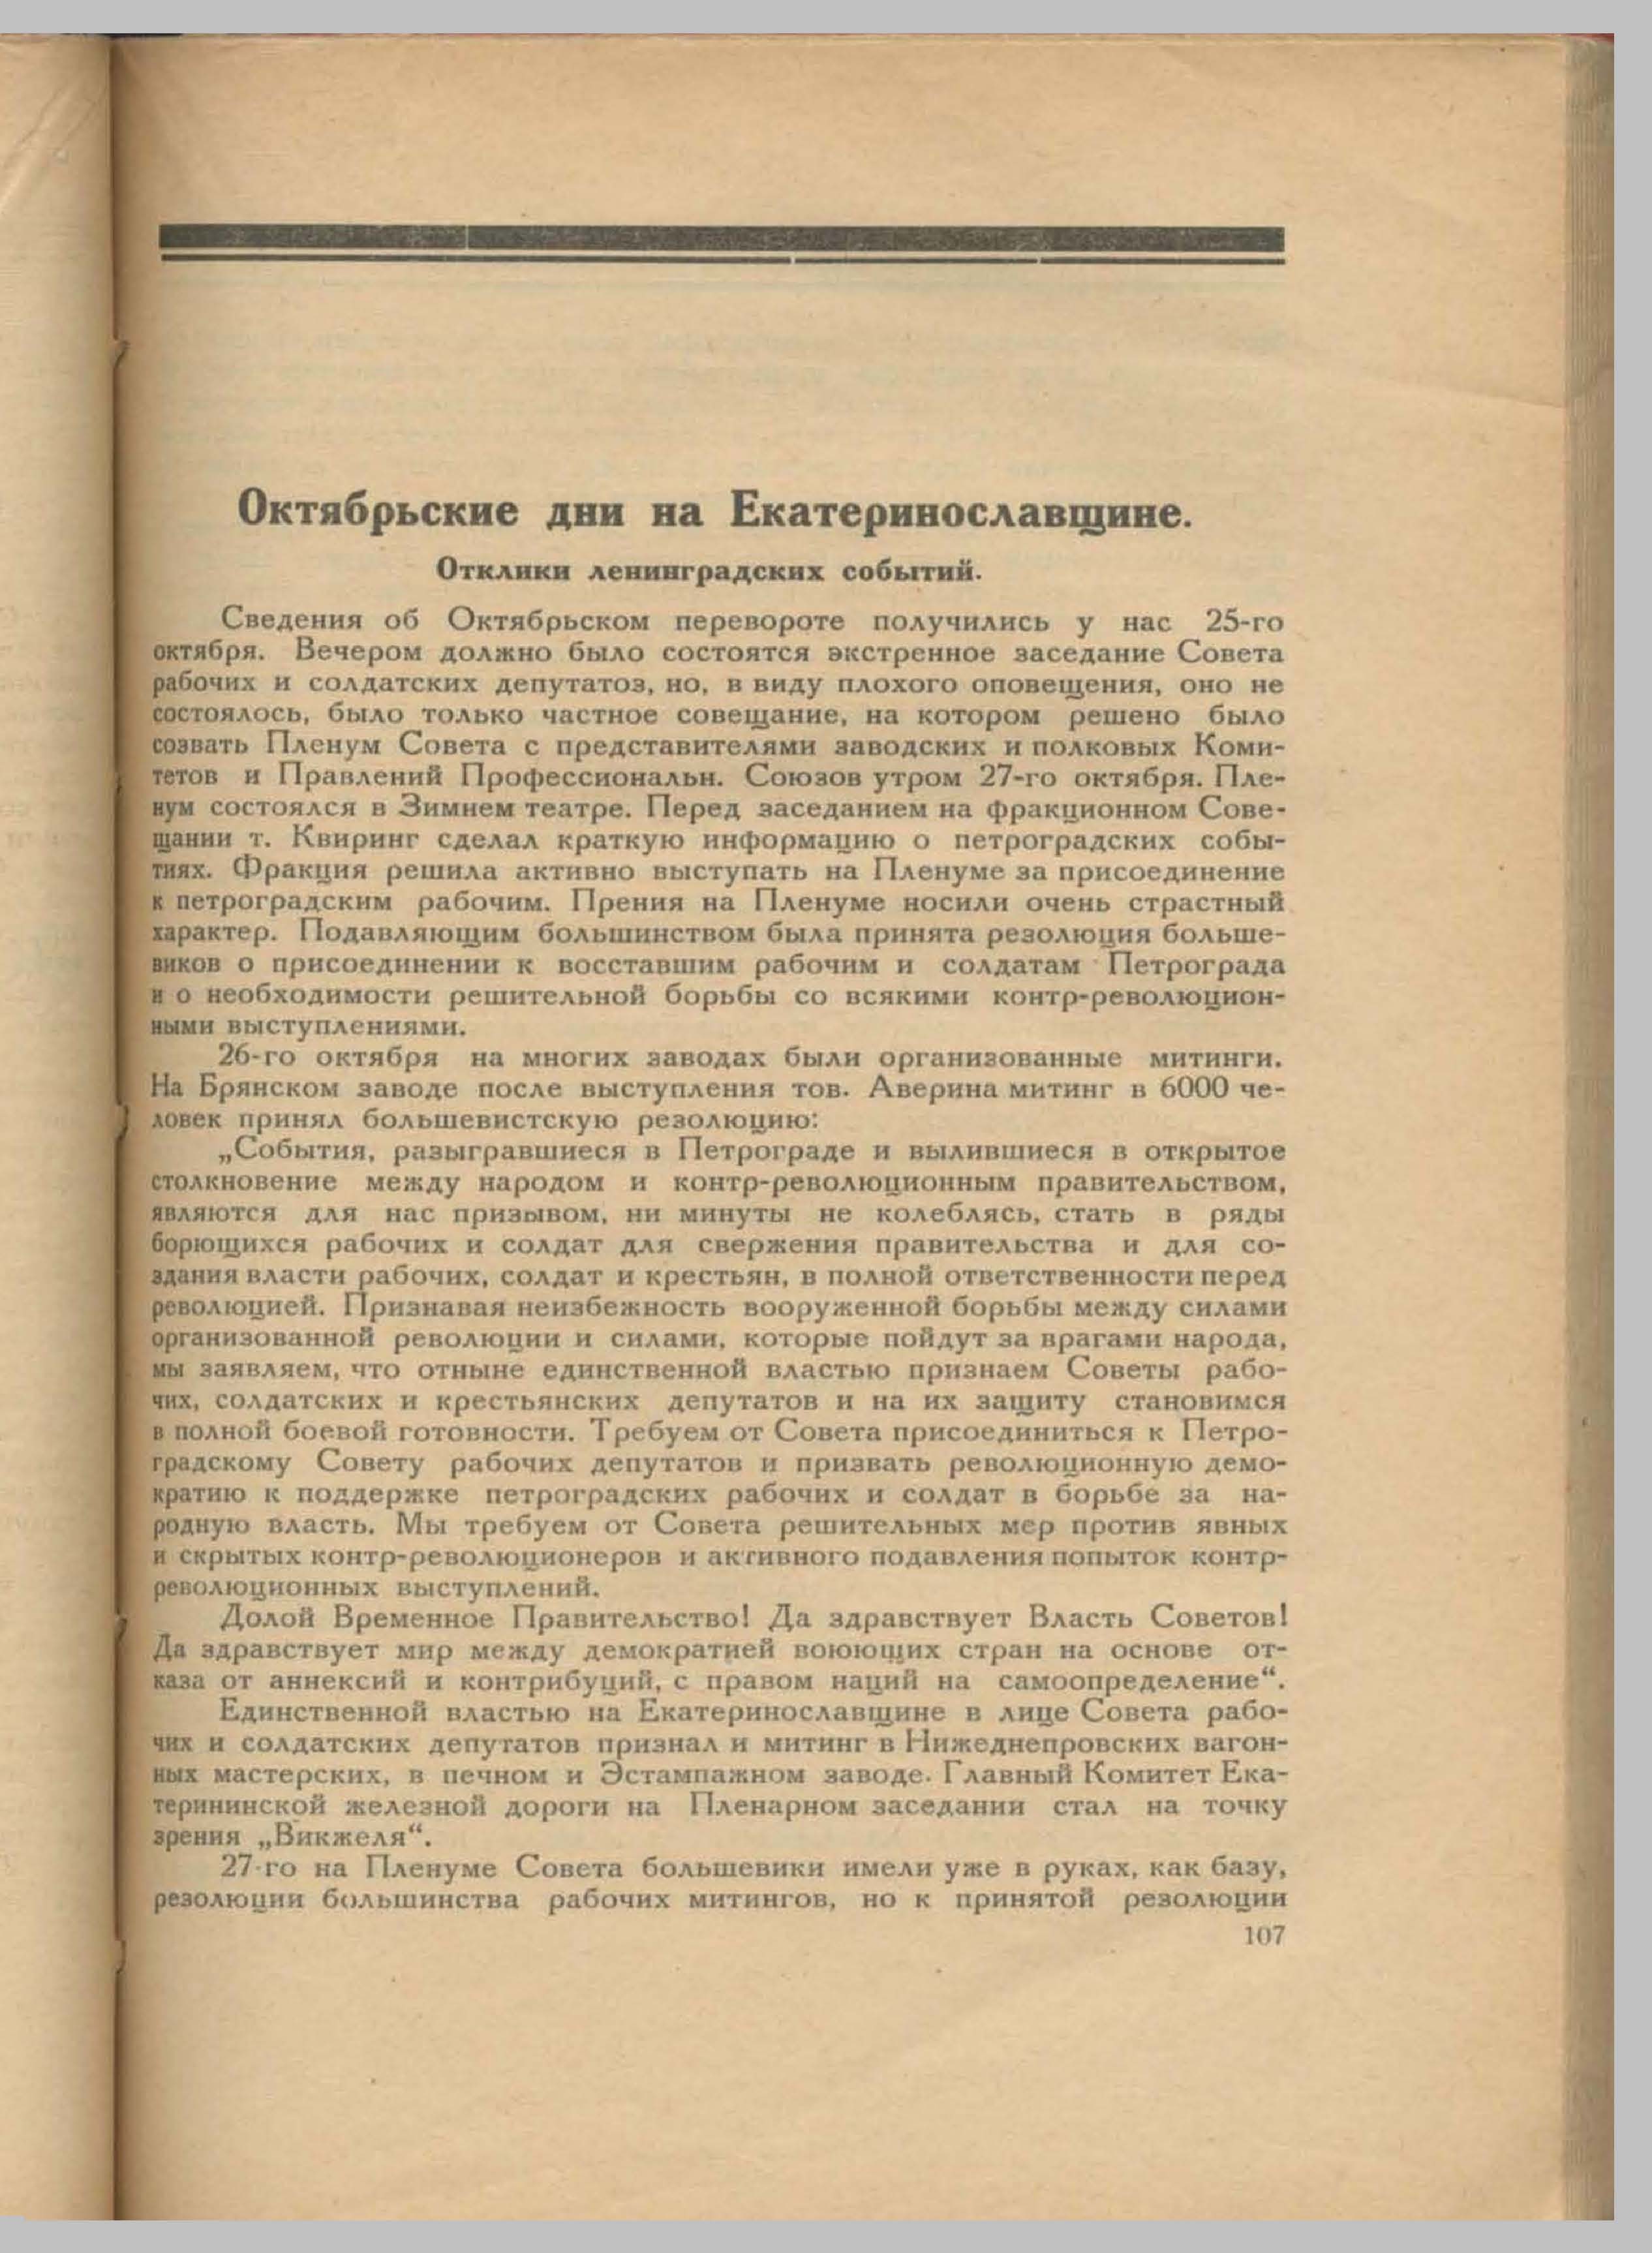 Октябрьские дни на Екатеринославщине.
Отклики ленинградских событий.
Сведения об Октябрьском перевороте получились у нас 25-го
октября. Вечером должно было состоятся экстренное заседание Совета
рабочих и солдатских депутатоз, но, в виду плохого оповещения, оно не
состоялось, было только частное совещание, на котором решено было
созвать Пленум Совета с представителями заводских и полковых Коми-
тетов и Правлений Профессиональн. Союзов утром 27-го октября. Пле-
нум состоялся в Зимнем театре. Перед заседанием на фракционном Сове-
щании т. Квиринг сделал краткую информацию о петроградских собы-
тиях. Фракция решила активно выступать на Пленуме за присоединение
к петроградским рабочим. Прения на Пленуме носили очень страстный
характер. Подавляющим большинством была принята резолюция больше-
виков о присоединении к восставшим рабочим и солдатам Петрограда
и о необходимости решительной борьбы со всякими контр-революцион-
ными выступлениями.
26-го октября на многих заводах были организованные митинги.
На Брянском заводе после выступления тов. Аверина митинг в 6000 че-
ловек принял большевистскую резолюцию:
„События, разыгравшиеся в Петрограде и вылившиеся в открытое
столкновение между народом и контр-революционным правительством,
являются для нас призывом, ни минуты не колеблясь, стать в ряды
борющихся рабочих и солдат для свержения правительства и для со-
здания власти рабочих, солдат и крестьян, в полной ответственности перед
революцией. Признавая неизбежность вооруженной борьбы между силами
организованной революции и силами, которые пойдут за врагами народа,
мы заявляем, что отныне единственной властью признаем Советы рабо-
чих, солдатских и крестьянских депутатов и на их защиту становимся
в полной боевой готовности. Требуем от Совета присоединиться к Петро-
градскому Совету рабочих депутатов и призвать революционную демо-
кратию к поддержке петроградских рабочих и солдат в борьбе за на-
родную власть. Мы требуем от Совета решительных мер против явных
и скрытых контр-революционеров и активного подавления попыток контр-
революционных выступлений.
Долой Временное Правительство! Да здравствует Власть Советов!
Да здравствует мир между демократией воюющих стран на основе от-
каза от аннексий и контрибуций, с правом наций на самоопределение“.
Единственной властью на Екатеринославщине в лице Совета рабо-
чих и солдатских депутатов признал и митинг в Нижеднепровских вагон-
ных мастерских, в печном и Эстампажном заводе. Главный Комитет Ека-
терининской железной дороги на Пленарном заседании стал на точку
зрения „Викжеля“.
27-го на Пленуме Совета большевики имели уже в руках, как базу,
резолюции большинства рабочих митингов, но к принятой резолюции
107